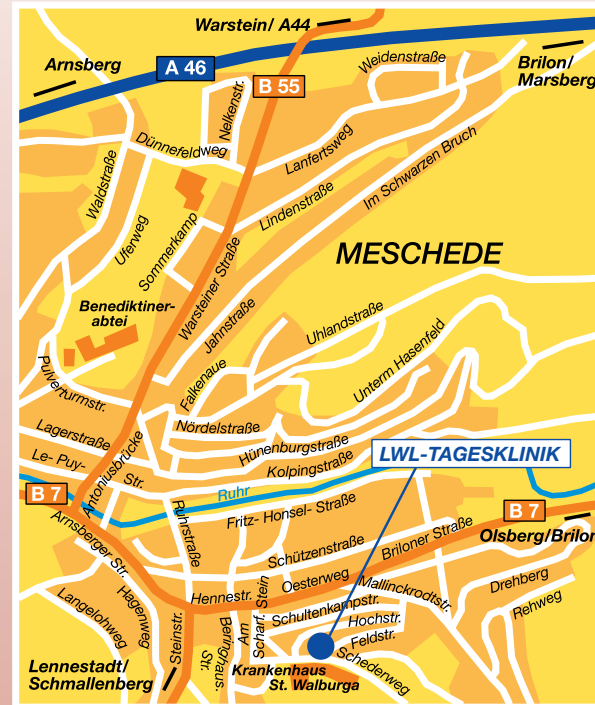 Warstein/ A44
Arnsberg
A 46
B 55
Weidenstraße
Brilon/
Marsberg
Nelkenstr.
Dünnefeldweg
Lanfertsweg
Im Schwarzen Bruch
Waldstraße
Lindenstraße
Uferweg
Sommerkamp
MESCHEDE
Warsteiner Straße
Benediktiner-
abtei
Jahnstraße
Uhlandstraße
Unterm Hasenfeld
Falkenaue
Pulverturmstr.
Nördelstraße
Lagerstraße
Hünenburgstraße
LWL-TAGESKLINIK
Le- Puy-
Str.
Kolpingstraße
Antoniusbrücke
B 7
Ruhr
Fritz- Honsel- Straße
B 7
Ruhrstraße
Arnsberger Str.
Briloner Straße
Olsberg/Brilon
Schützenstraße
Oesterweg
Mallinckrodtstr.
Drehberg
Hennestr.
Rehweg
Langelohweg
Hagenweg
Steinstr.
Beringhaus.
Str.
Am
Scharf. Stein
Schultenkampstr.
Hochstr.
Feldstr.
Schederweg
Lennestadt/
Schmallenberg
Krankenhaus
St. Walburga